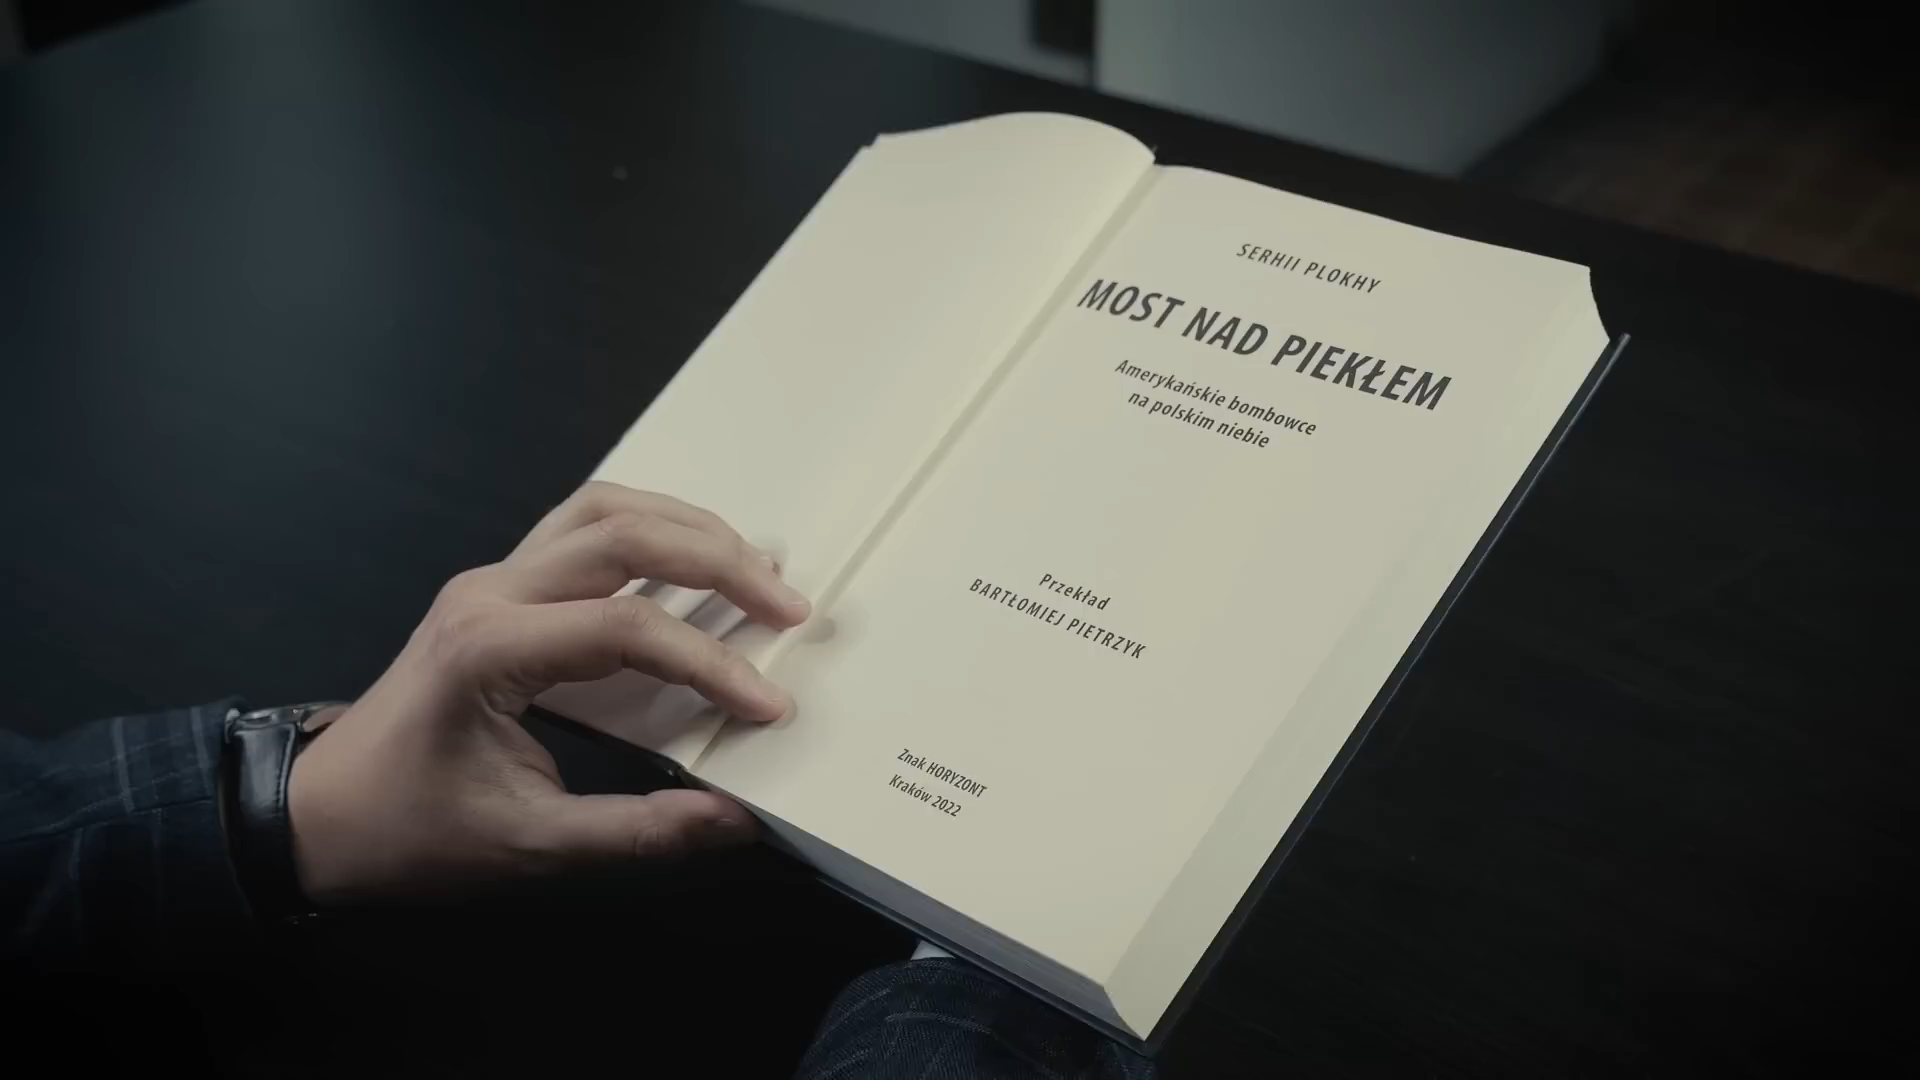 SERHII PLOKHY
MOST NAD PIEKŁEM
Amerykańskie bombowce
na polskim niebie
Przekład
BARTŁOMIEJ PIETRZYK
Znak HORYZONT
Kraków 2022